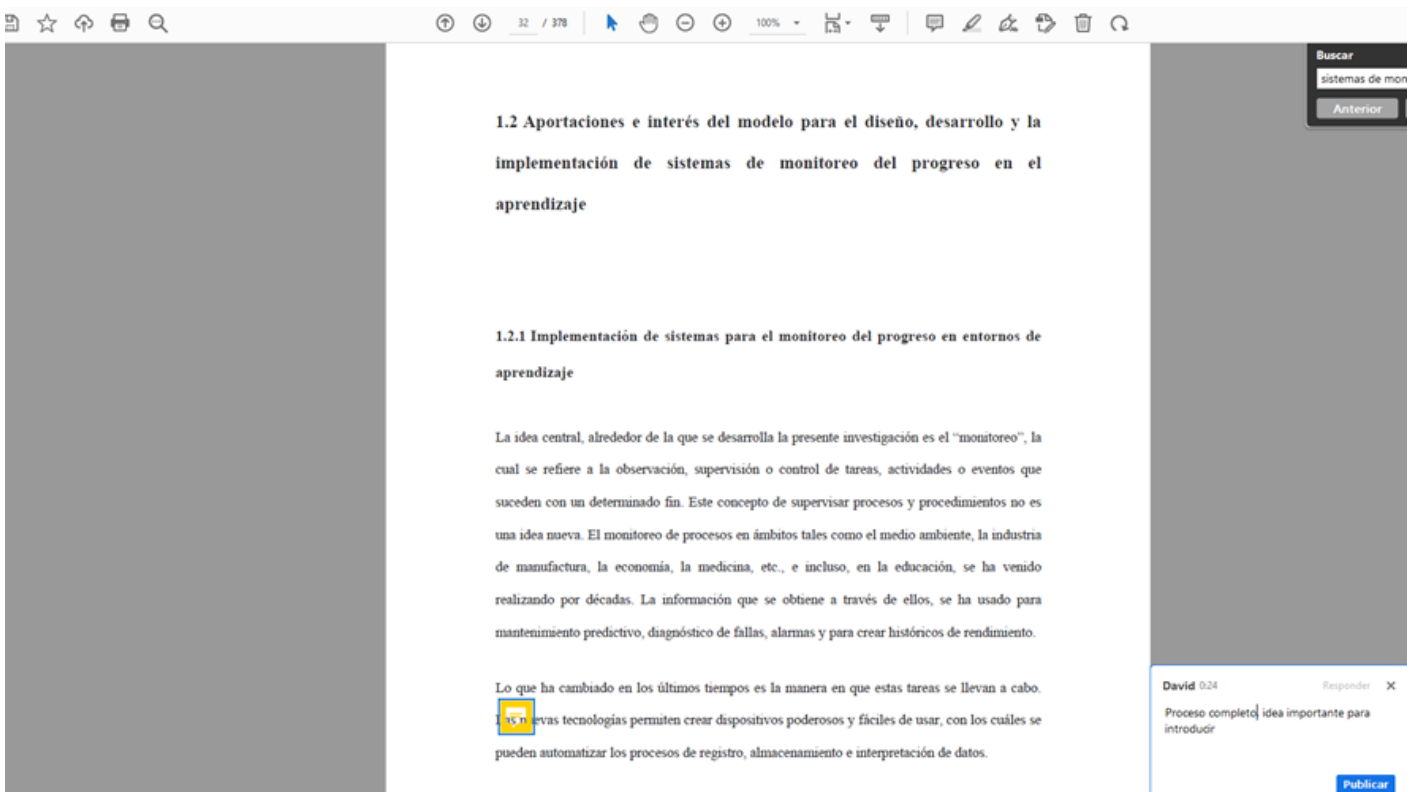 32 / 378
100%
Buscar
sistemas de mon
Anterior
1.2 Aportaciones e interés del modelo para el diseño, desarrollo y la
implementación de sistemas de monitoreo del progreso en el
aprendizaje
1.2.1 Implementación de sistemas para el monitoreo del progreso en entornos de
aprendizaje
La idea central, alrededor de la que se desarrolla la presente investigación es el “monitoreo”, la
cual se refiere a la observación, supervisión o control de tareas, actividades o eventos que
suceden con un determinado fin. Este concepto de supervisar procesos y procedimientos no es
una idea nueva. El monitoreo de procesos en ámbitos tales como el medio ambiente, la industria
de manufactura, la economía, la medicina, etc., e incluso, en la educación, se ha venido
realizando por décadas. La información que se obtiene a través de ellos, se ha usado para
mantenimiento predictivo, diagnóstico de fallas, alarmas y para crear históricos de rendimiento.
Lo que ha cambiado en los últimos tiempos es la manera en que estas tareas se llevan a cabo.
Las nuevas tecnologías permiten crear dispositivos poderosos y fáciles de usar, con los cuáles se
pueden automatizar los procesos de registro, almacenamiento e interpretación de datos.
David 0:24 Responder
Proceso completo, idea importante para
introducir
Publicar